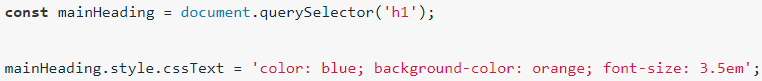 const mainHeading = document.querySelector('h1');
mainHeading.style.cssText = 'color: blue; background-color: orange; font-size: 3.5em';